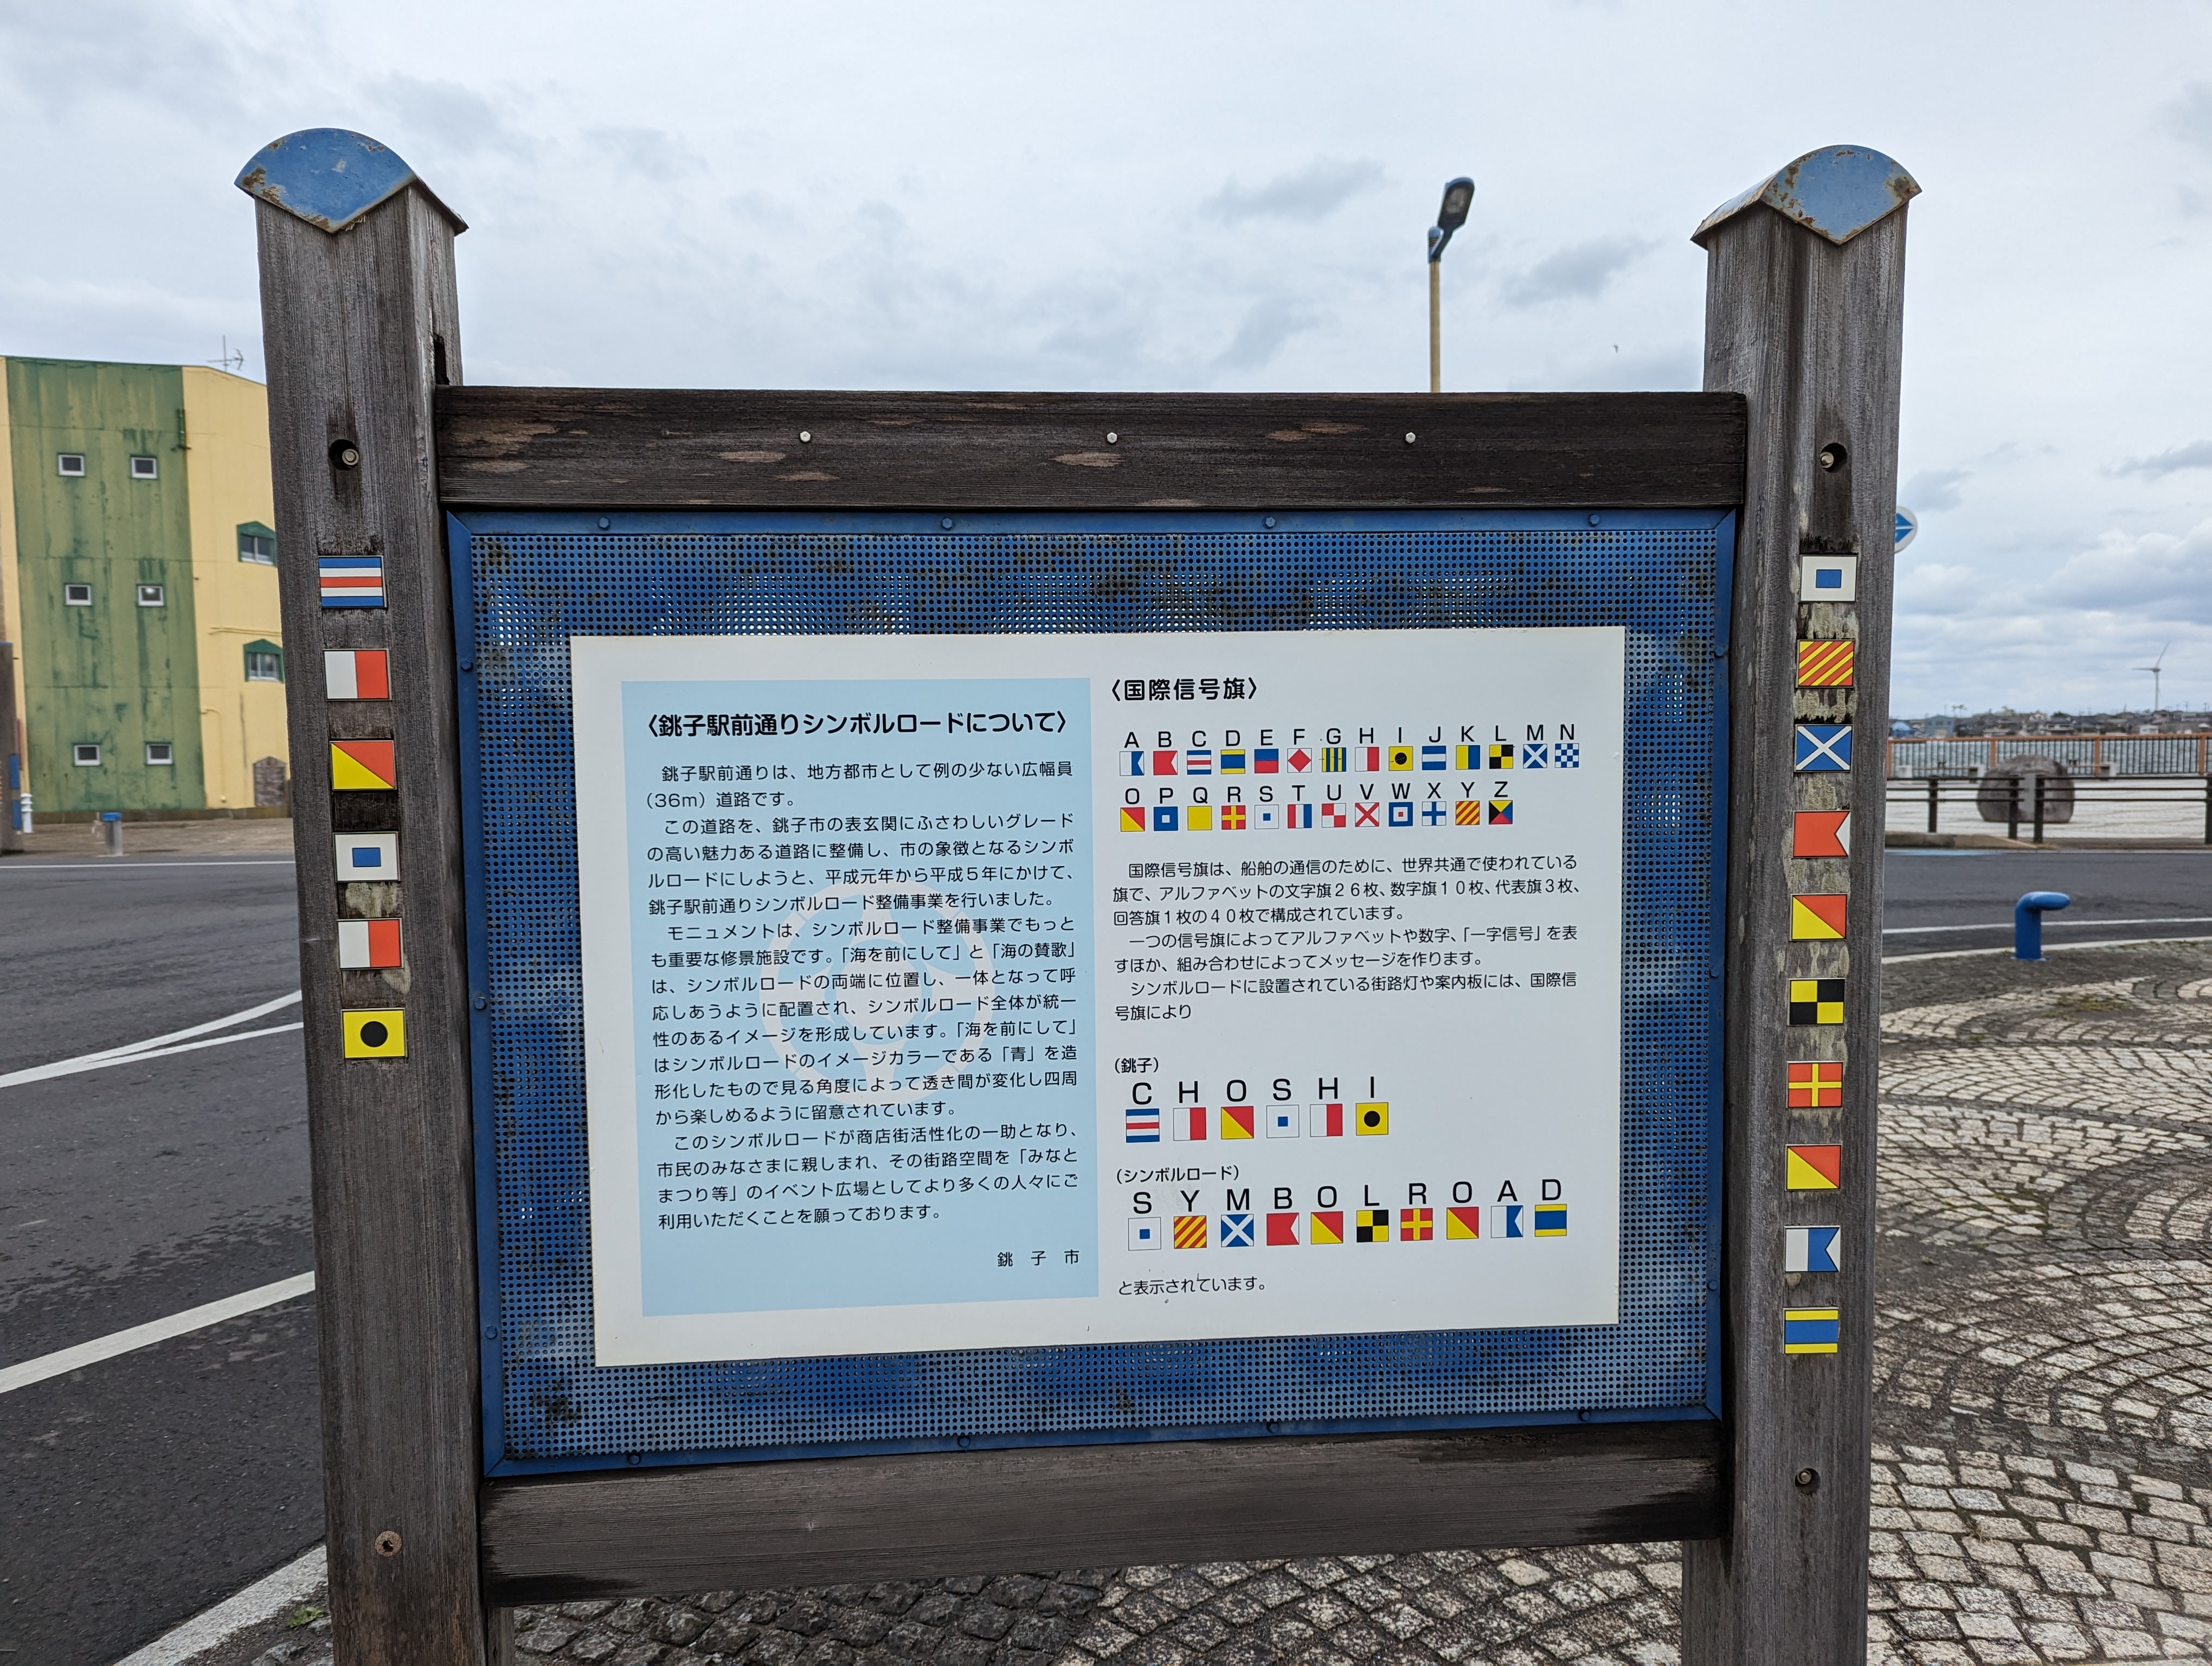 〈銚子駅前通りシンボルロードについて〉
銚子駅前通りは、地方都市として例の少ない広幅員
(36m)道路です。
この道路を、銚子市の表玄関にふさわしいグレード
の高い魅力ある道路に整備し、市の象徴となるシンボ
ルロードにしようと、平成元年から平成5年にかけて、
銚子駅前通りシンボルロード整備事業を行いました。
モニュメントは、シンボルロード整備事業でもっと
も重要な修景施設です。「海を前にして」と「海の賛歌」
は、シンボルロードの両端に位置し、一体となって呼
応しあうように配置され、シンボルロード全体が統一
性のあるイメージを形成しています。「海を前にして」
はシンボルロードのイメージカラーである「青」を造
形化したもので見る角度によって透き間が変化し四周
から楽しめるように留意されています。
このシンボルロードが商店街活性化の一助となり、
市民のみなさまに親しまれ、その街路空間を「みなと
まつり等」のイベント広場としてより多くの人々にご
利用いただくことを願っております。
銚子市
〈国際信号旗〉
A B C D E F G H I J K L M N
O P Q R S T U V W X Y Z
国際信号旗は、船舶の通信のために、世界共通で使われている
旗で、アルファベットの文字旗26枚、数字旗10枚、代表旗3枚、
回答旗1枚の40枚で構成されています。
一つの信号旗によってアルファベットや数字、「一字信号」を表
すほか、組み合わせによってメッセージを作ります。
シンボルロードに設置されている街路灯や案内板には、国際信
号旗により
(銚子)
C H O S H I
(シンボルロード)
S Y M B O L R O A D
と表示されています。